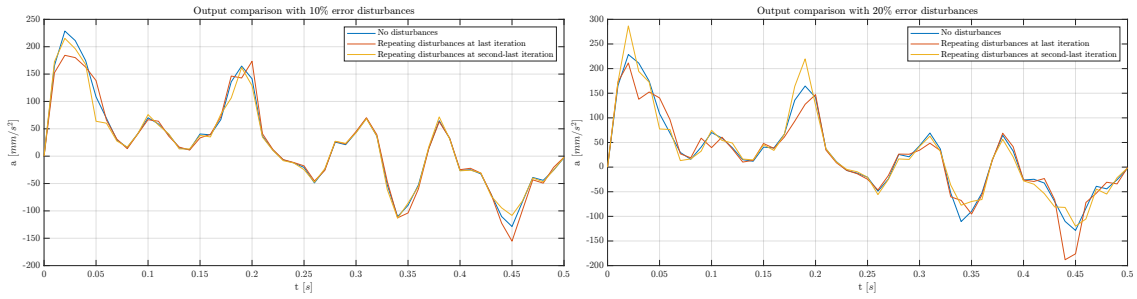 Output comparison with 10% error disturbances
No disturbances
Repeating disturbances at last iteration
Repeating disturbances at second-last iteration
a [mm/s²]
250
200
150
100
50
0
-50
-100
-150
-200
0 0.05 0.1 0.15 0.2 0.25 0.3 0.35 0.4 0.45 0.5
t [s]
Output comparison with 20% error disturbances
No disturbances
Repeating disturbances at last iteration
Repeating disturbances at second-last iteration
a [mm/s²]
300
250
200
150
100
50
0
-50
-100
-150
-200
0 0.05 0.1 0.15 0.2 0.25 0.3 0.35 0.4 0.45 0.5
t [s]